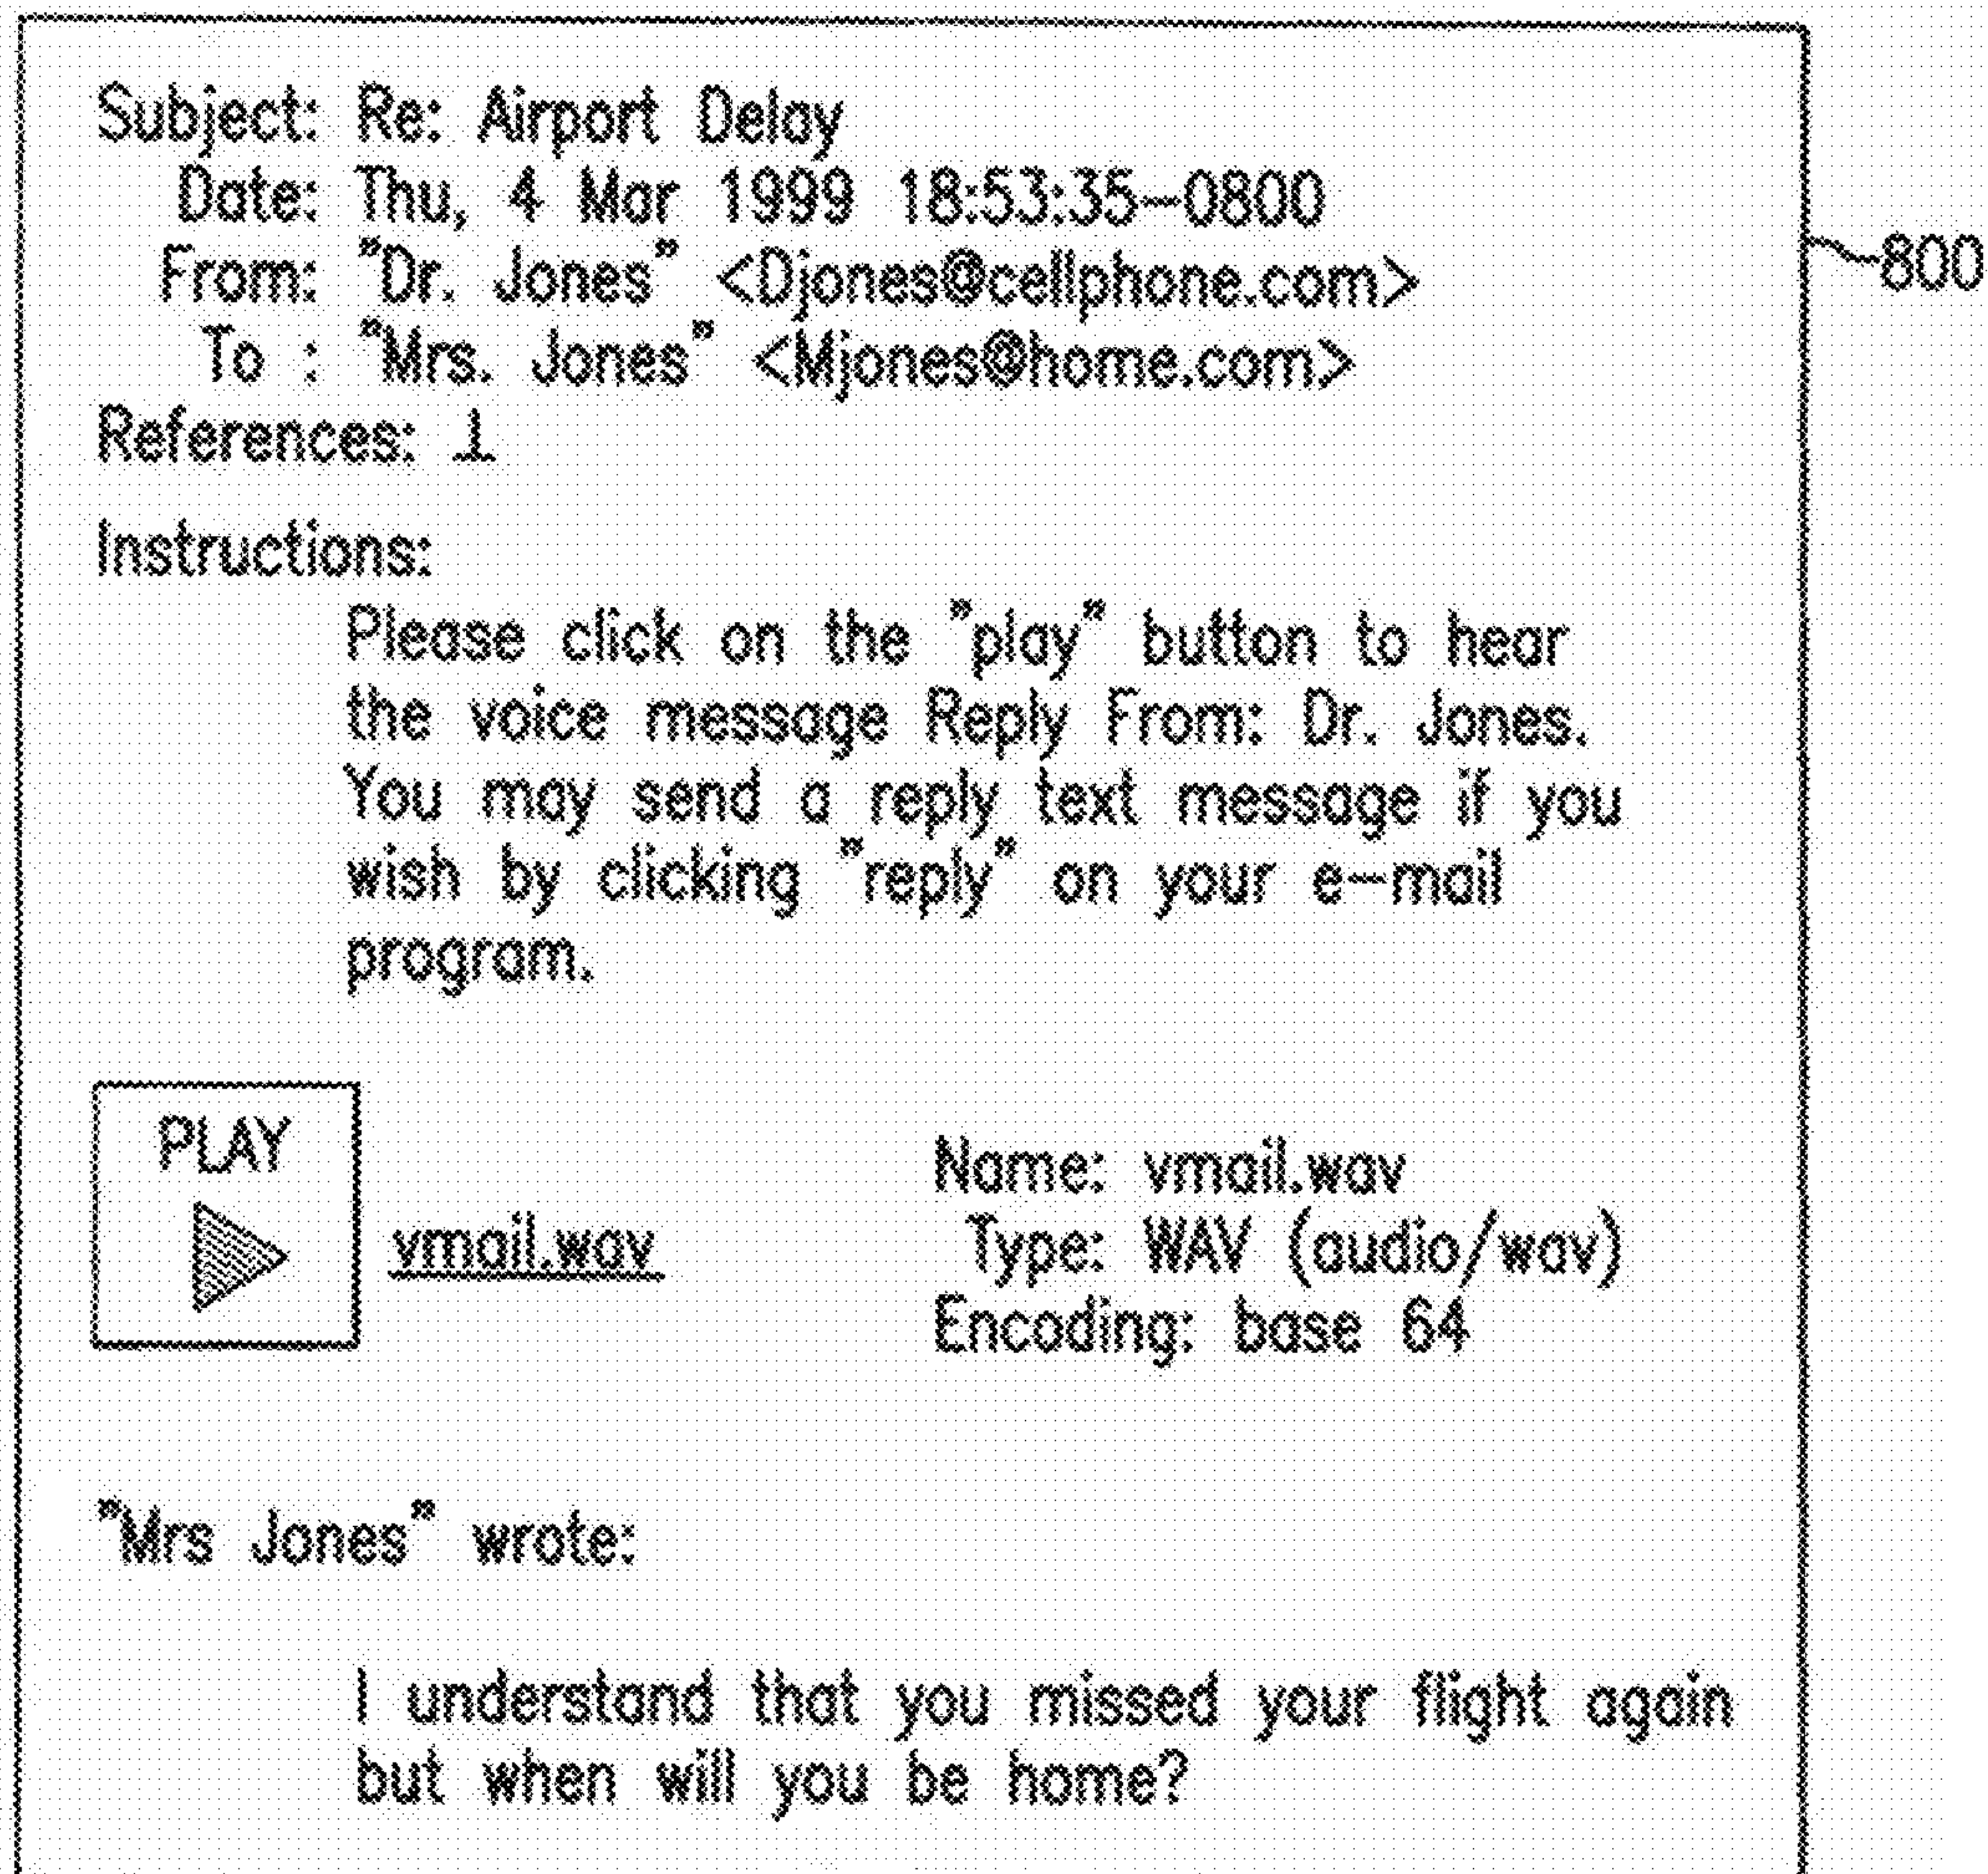 Subject: Re: Airport Delay
Date: Thu, 4 Mar 1999 18:53:35-0800
From: "Dr. Jones" <Djones@cellphone.com>
800
To : "Mrs. Jones" <Mjones@home.com>
References: 1
Instructions:
Please click on the "play" button to hear
the voice message Reply From: Dr. Jones.
You may send a reply text message if you
wish by clicking "reply" on your e-mail
program.
PLAY
vmail.wav
Name: vmail.wav
Type: WAV (audio/wav)
Encoding: base 64
"Mrs Jones" wrote:
I understand that you missed your flight again
but when will you be home?